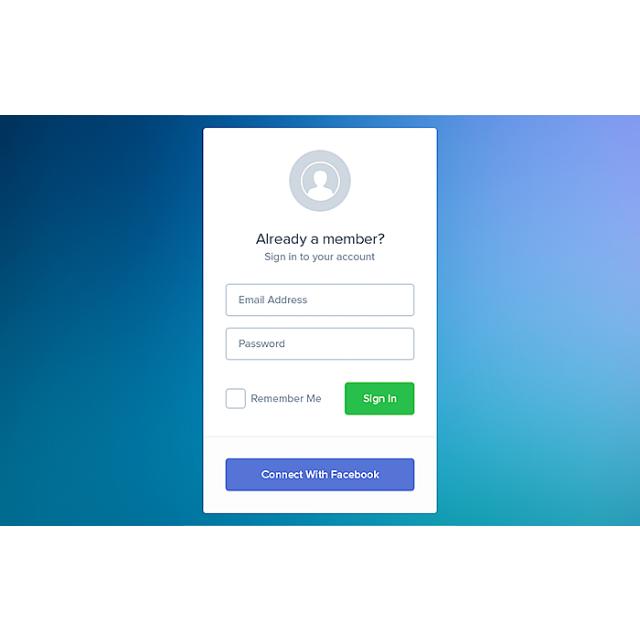 Already a member?
Sign in to your account
Email Address
Password
Remember Me
Sign In
Connect With Facebook